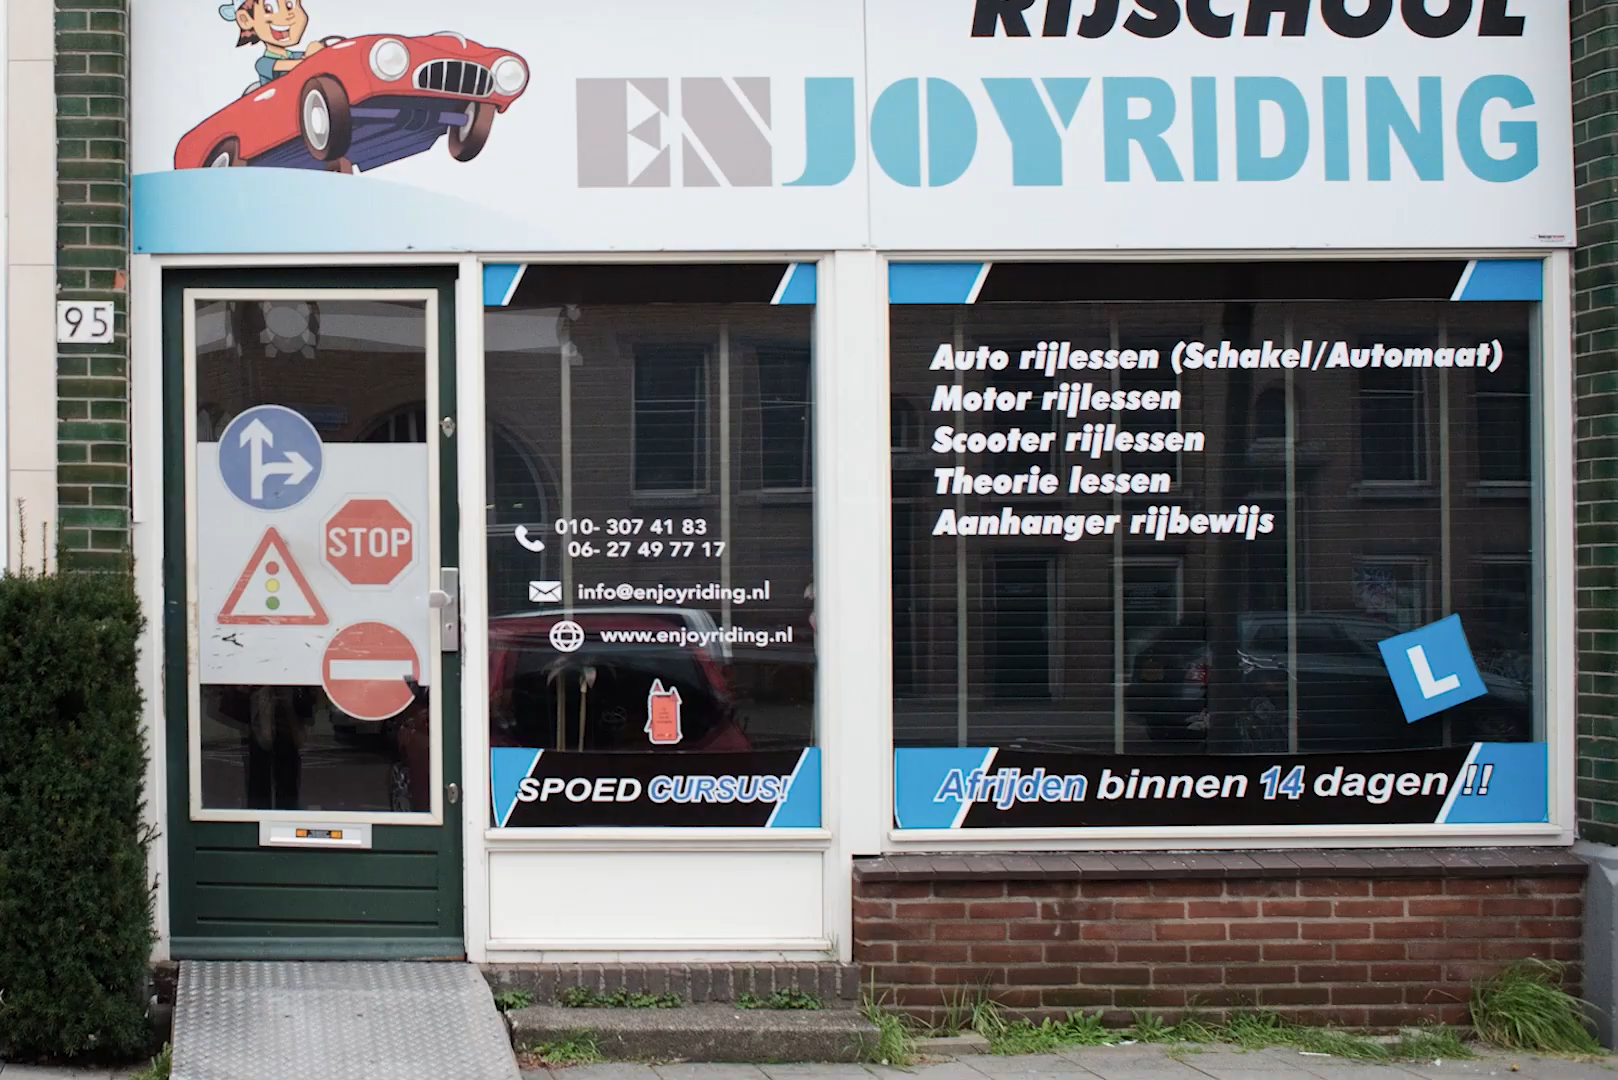 RIJSCHOOL
ENJOYRIDING
95
STOP
010- 307 41 83
06- 27 49 77 17
info@enjoyriding.nl
www.enjoyriding.nl
SPOED CURSUS!
Auto rijlessen (Schakel/Automaat)
Motor rijlessen
Scooter rijlessen
Theorie lessen
Aanhanger rijbewijs
L
Afrijden binnen 14 dagen !!